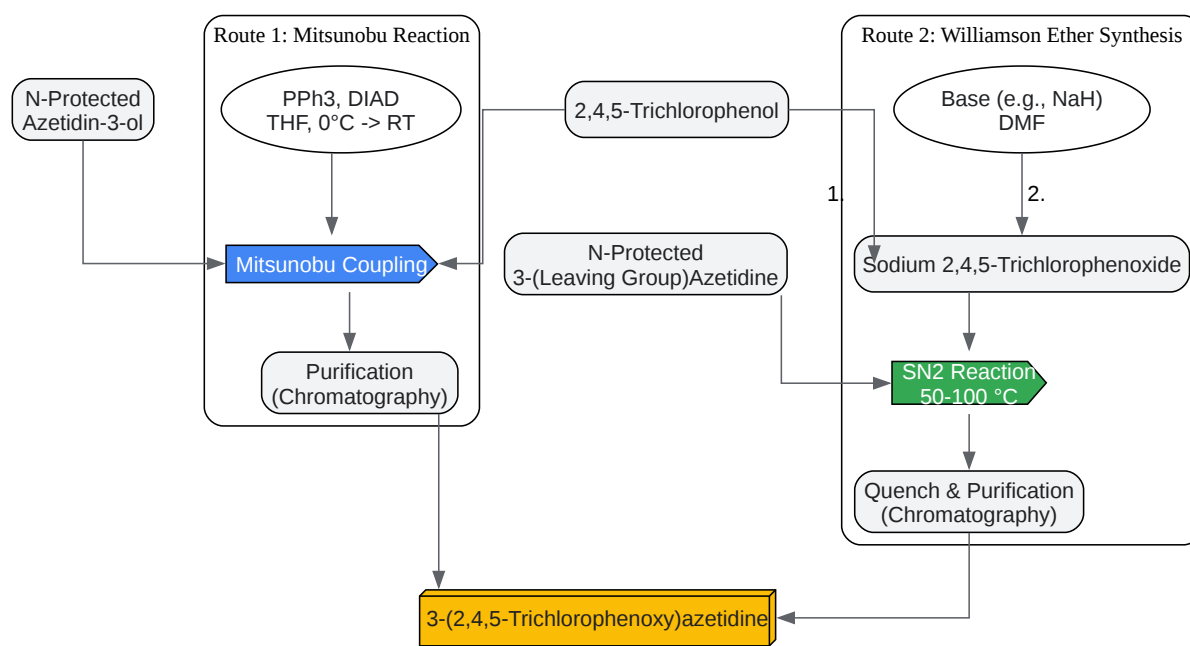 Route 1: Mitsunobu Reaction
Route 2: Williamson Ether Synthesis
N-Protected
Azetidin-3-ol
PPh3, DIAD
THF, 0°C -> RT
2,4,5-Trichlorophenol
Base (e.g., NaH)
DMF
1.
2.
Mitsunobu Coupling
N-Protected
3-(Leaving Group)Azetidine
Sodium 2,4,5-Trichlorophenoxide
Purification
(Chromatography)
SN2 Reaction
50-100 °C
Quench & Purification
(Chromatography)
3-(2,4,5-Trichlorophenoxy)azetidine